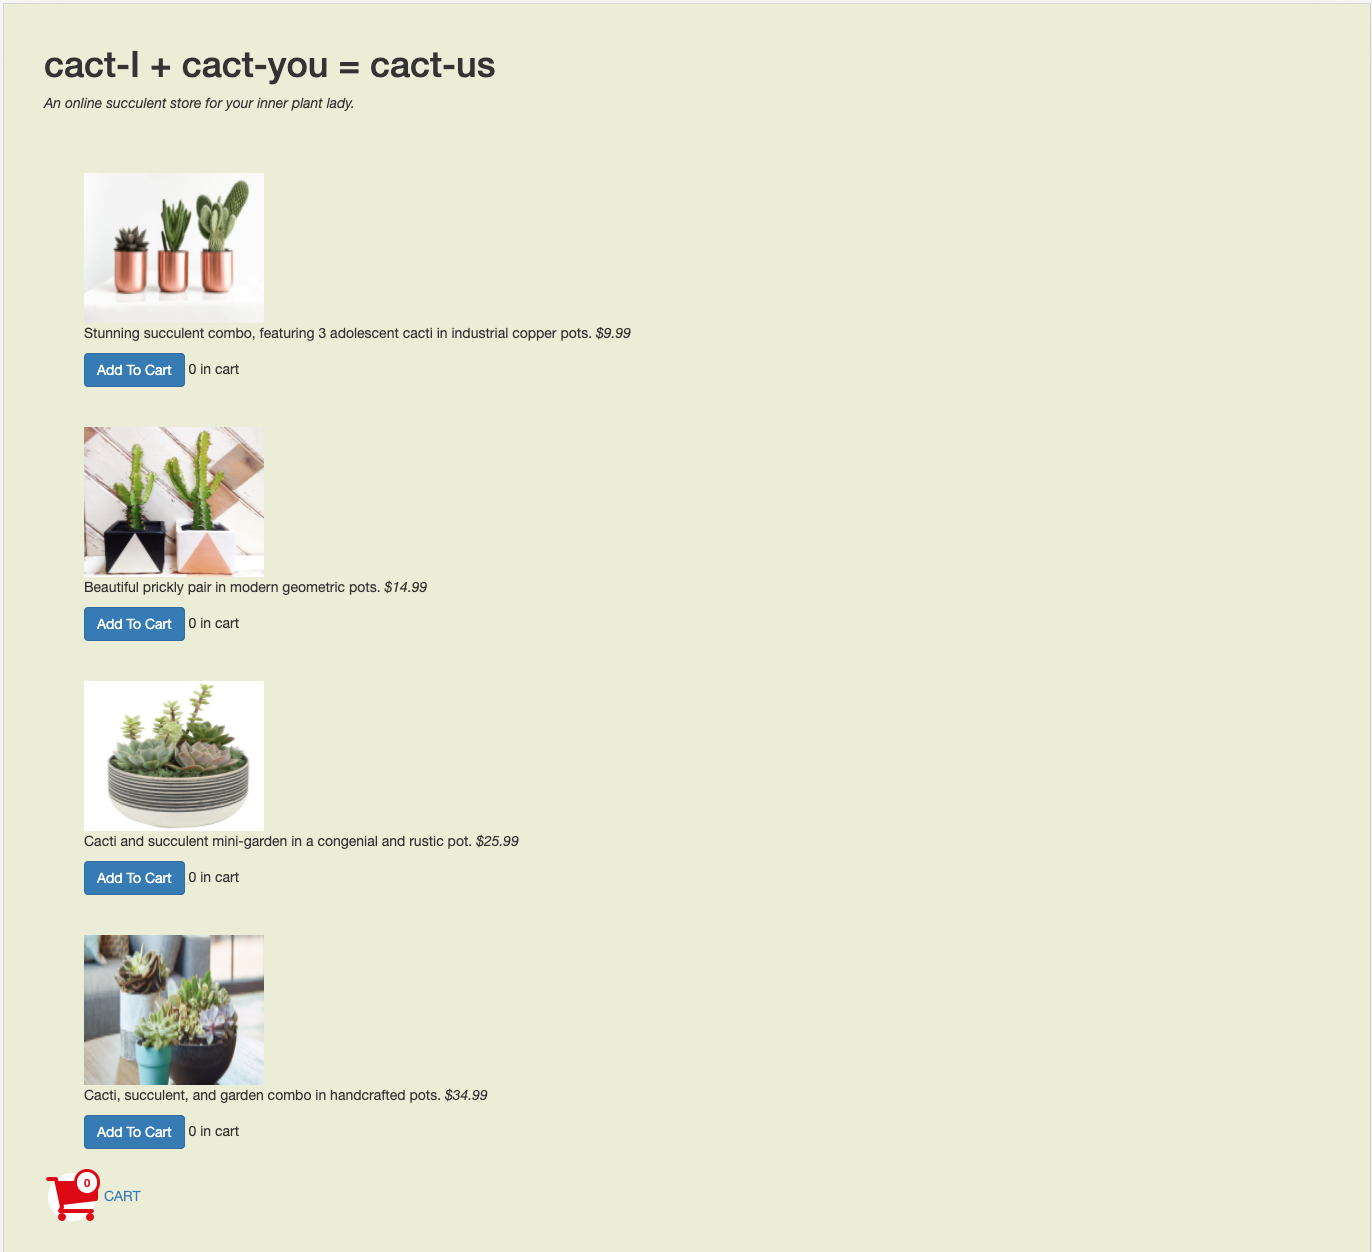 cact-I + cact-you = cact-us
An online succulent store for your inner plant lady.
Stunning succulent combo, featuring 3 adolescent cacti in industrial copper pots. $9.99
Add To Cart 0 in cart
Beautiful prickly pair in modern geometric pots. $14.99
Add To Cart 0 in cart
Cacti and succulent mini-garden in a congenial and rustic pot. $25.99
Add To Cart 0 in cart
Cacti, succulent, and garden combo in handcrafted pots. $34.99
Add To Cart 0 in cart
0 CART